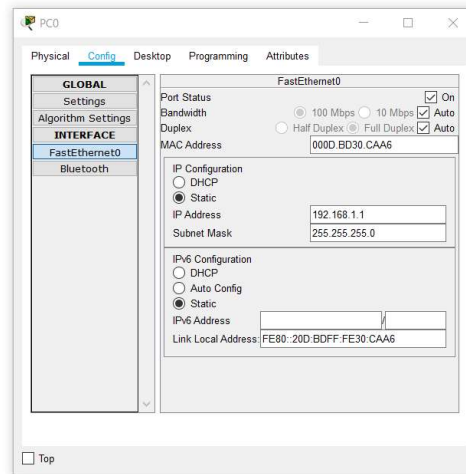 PC0
Physical Config Desktop Programming Attributes
GLOBAL
Settings
Algorithm Settings
INTERFACE
FastEthernet0
Bluetooth
FastEthernet0
Port Status On
Bandwidth 100 Mbps 10 Mbps Auto
Duplex Half Duplex Full Duplex Auto
MAC Address 000D.BD30.CAA6
IP Configuration
DHCP
Static
IP Address 192.168.1.1
Subnet Mask 255.255.255.0
IPv6 Configuration
DHCP
Auto Config
Static
IPv6 Address /
Link Local Address: FE80::20D:BDFF:FE30:CAA6
Top